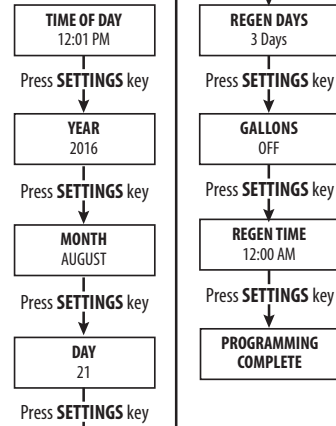 TIME OF DAY
12:01 PM
Press SETTINGS key
YEAR
2016
Press SETTINGS key
MONTH
AUGUST
Press SETTINGS key
DAY
21
Press SETTINGS key
REGEN DAYS
3 Days
Press SETTINGS key
GALLONS
OFF
Press SETTINGS key
REGEN TIME
12:00 AM
Press SETTINGS key
PROGRAMMING
COMPLETE